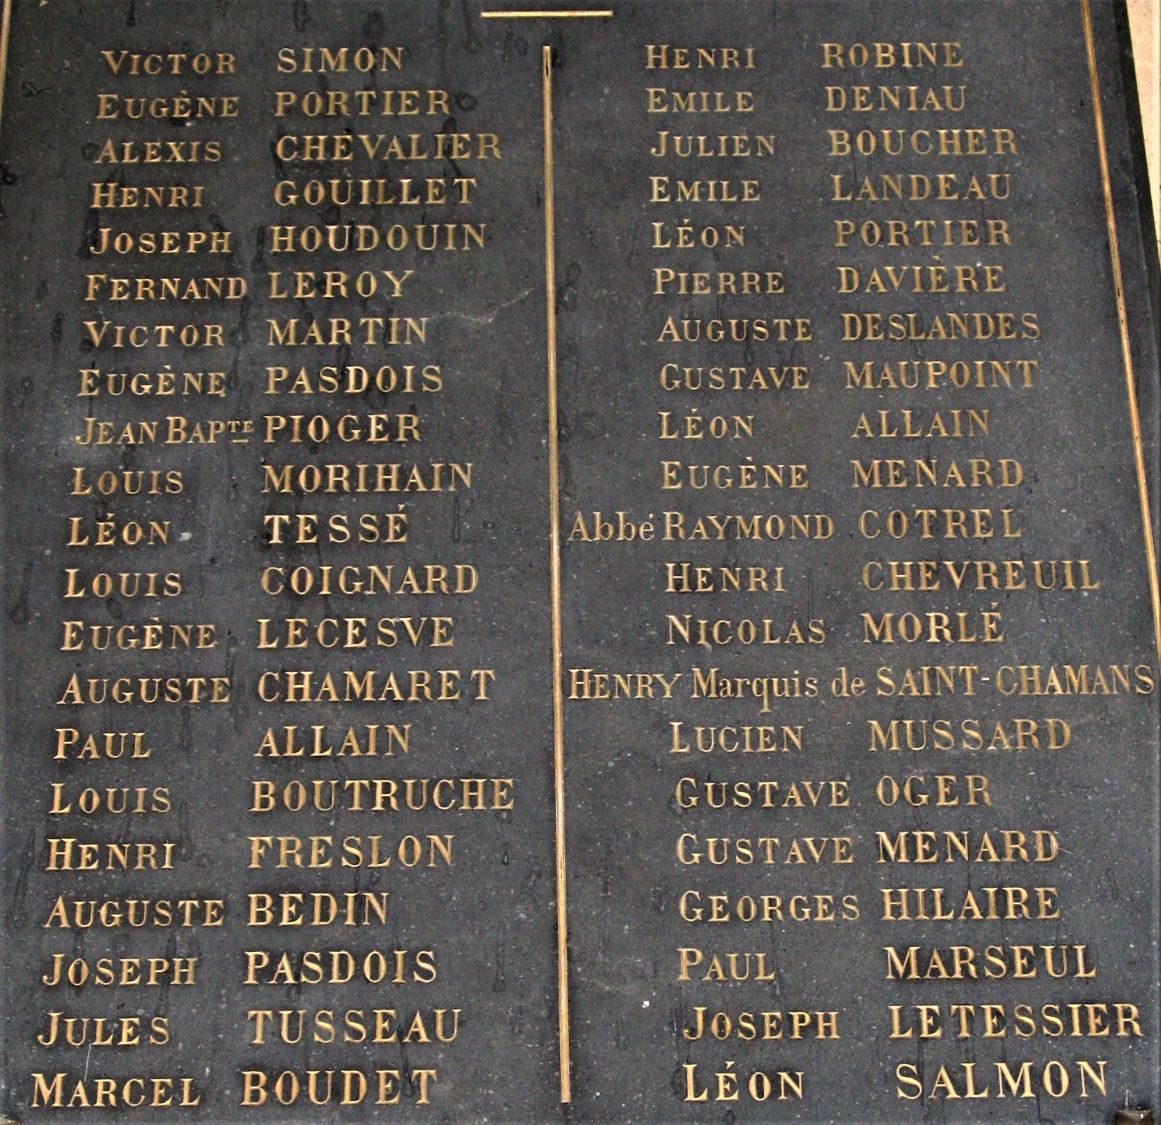 VICTOR SIMON
EUGÈNE PORTIER
ALEXIS CHEVALLIER
HENRI GOUILLET
JOSEPH HOUDOUIN
FERNAND LEROY
VICTOR MARTIN
EUGÈNE PASDOIS
JEAN BAPTE PIOGER
LOUIS MORIHAIN
LÉON TESSÉ
LOUIS COIGNARD
EUGÈNE LECESVE
AUGUSTE CHAMARET
PAUL ALLAIN
LOUIS BOUTRUCHE
HENRI FRESLON
AUGUSTE BEDIN
JOSEPH PASDOIS
JULES TUSSEAU
MARCEL BOUDET
HENRI ROBINE
EMILE DENIAU
JULIEN BOUCHER
EMILE LANDEAU
LÉON PORTIER
PIERRE DAVIÈRE
AUGUSTE DESLANDES
GUSTAVE MAUPOINT
LÉON ALLAIN
EUGÈNE MENARD
Abbé RAYMOND COTREL
HENRI CHEVREUIL
NICOLAS MORLÉ
HENRY Marquis de SAINT-CHAMANS
LUCIEN MUSSARD
GUSTAVE OGER
GUSTAVE MENARD
GEORGES HILAIRE
PAUL MARSEUL
JOSEPH LETESSIER
LÉON SALMON